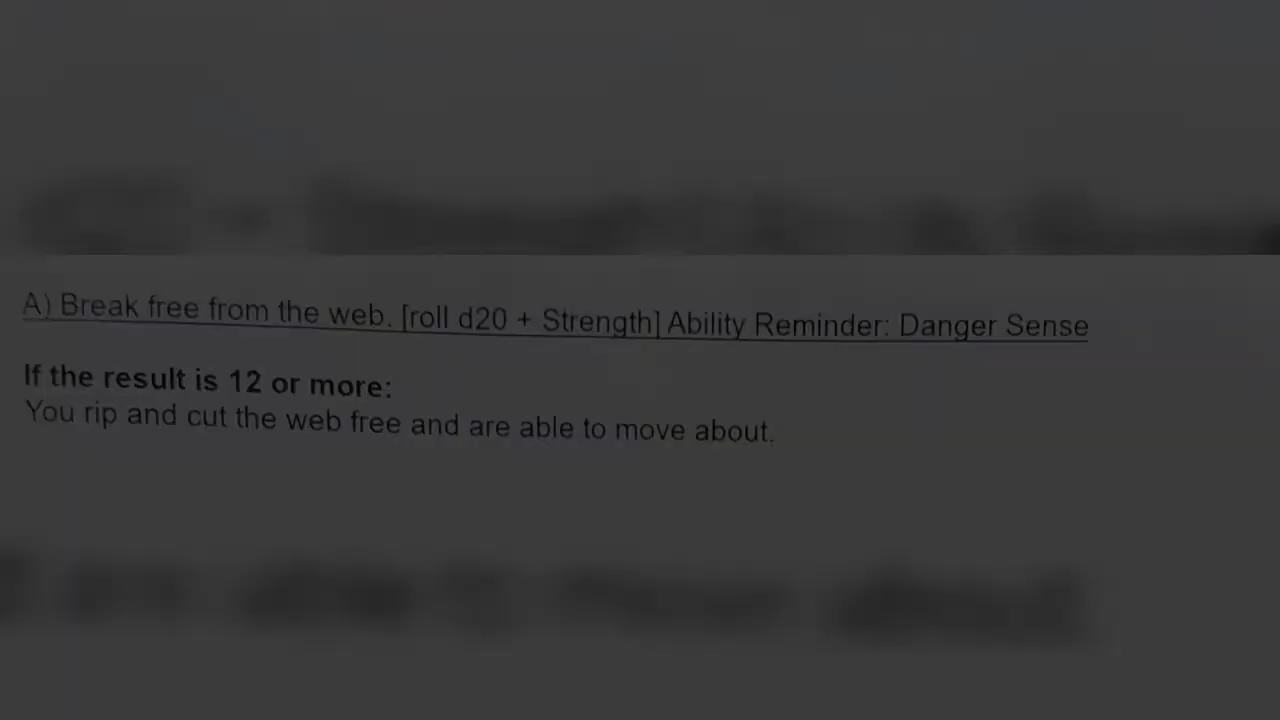 A) Break free from the web. [roll d20 + Strength] Ability Reminder: Danger Sense
If the result is 12 or more:
You rip and cut the web free and are able to move about.